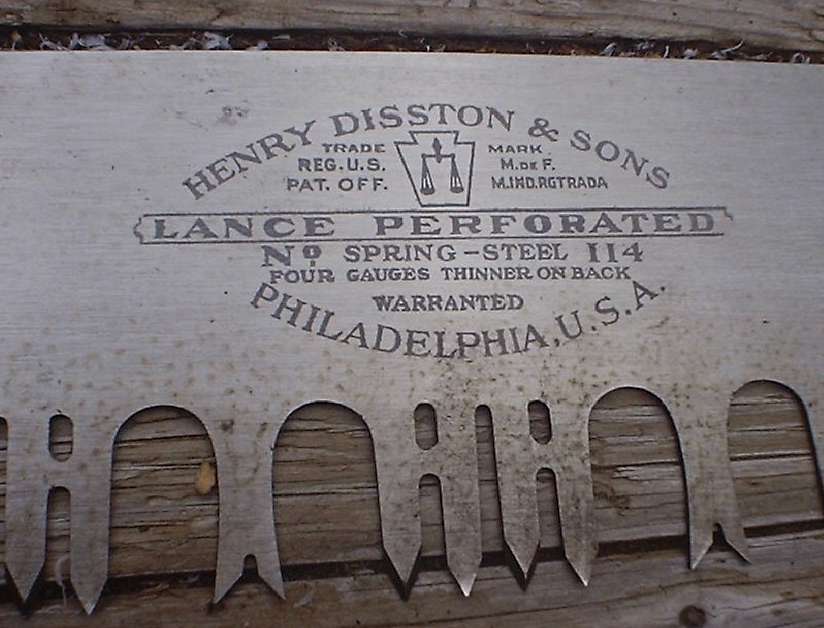 HENRY DISSTON & SONS
TRADE MARK
REG. U.S. M. DE F.
PAT. OFF. M.IND.RGTRADA
LANCE PERFORATED
Nº SPRING-STEEL 114
FOUR GAUGES THINNER ON BACK
WARRANTED
PHILADELPHIA, U.S.A.